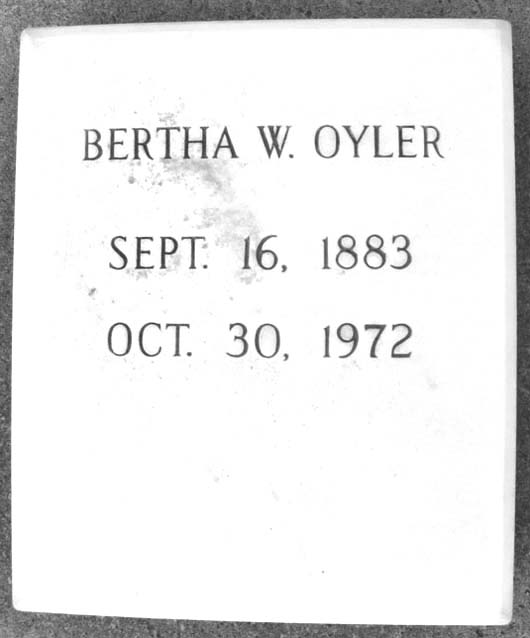 BERTHA W. OYLER
SEPT. 16, 1883
OCT. 30, 1972